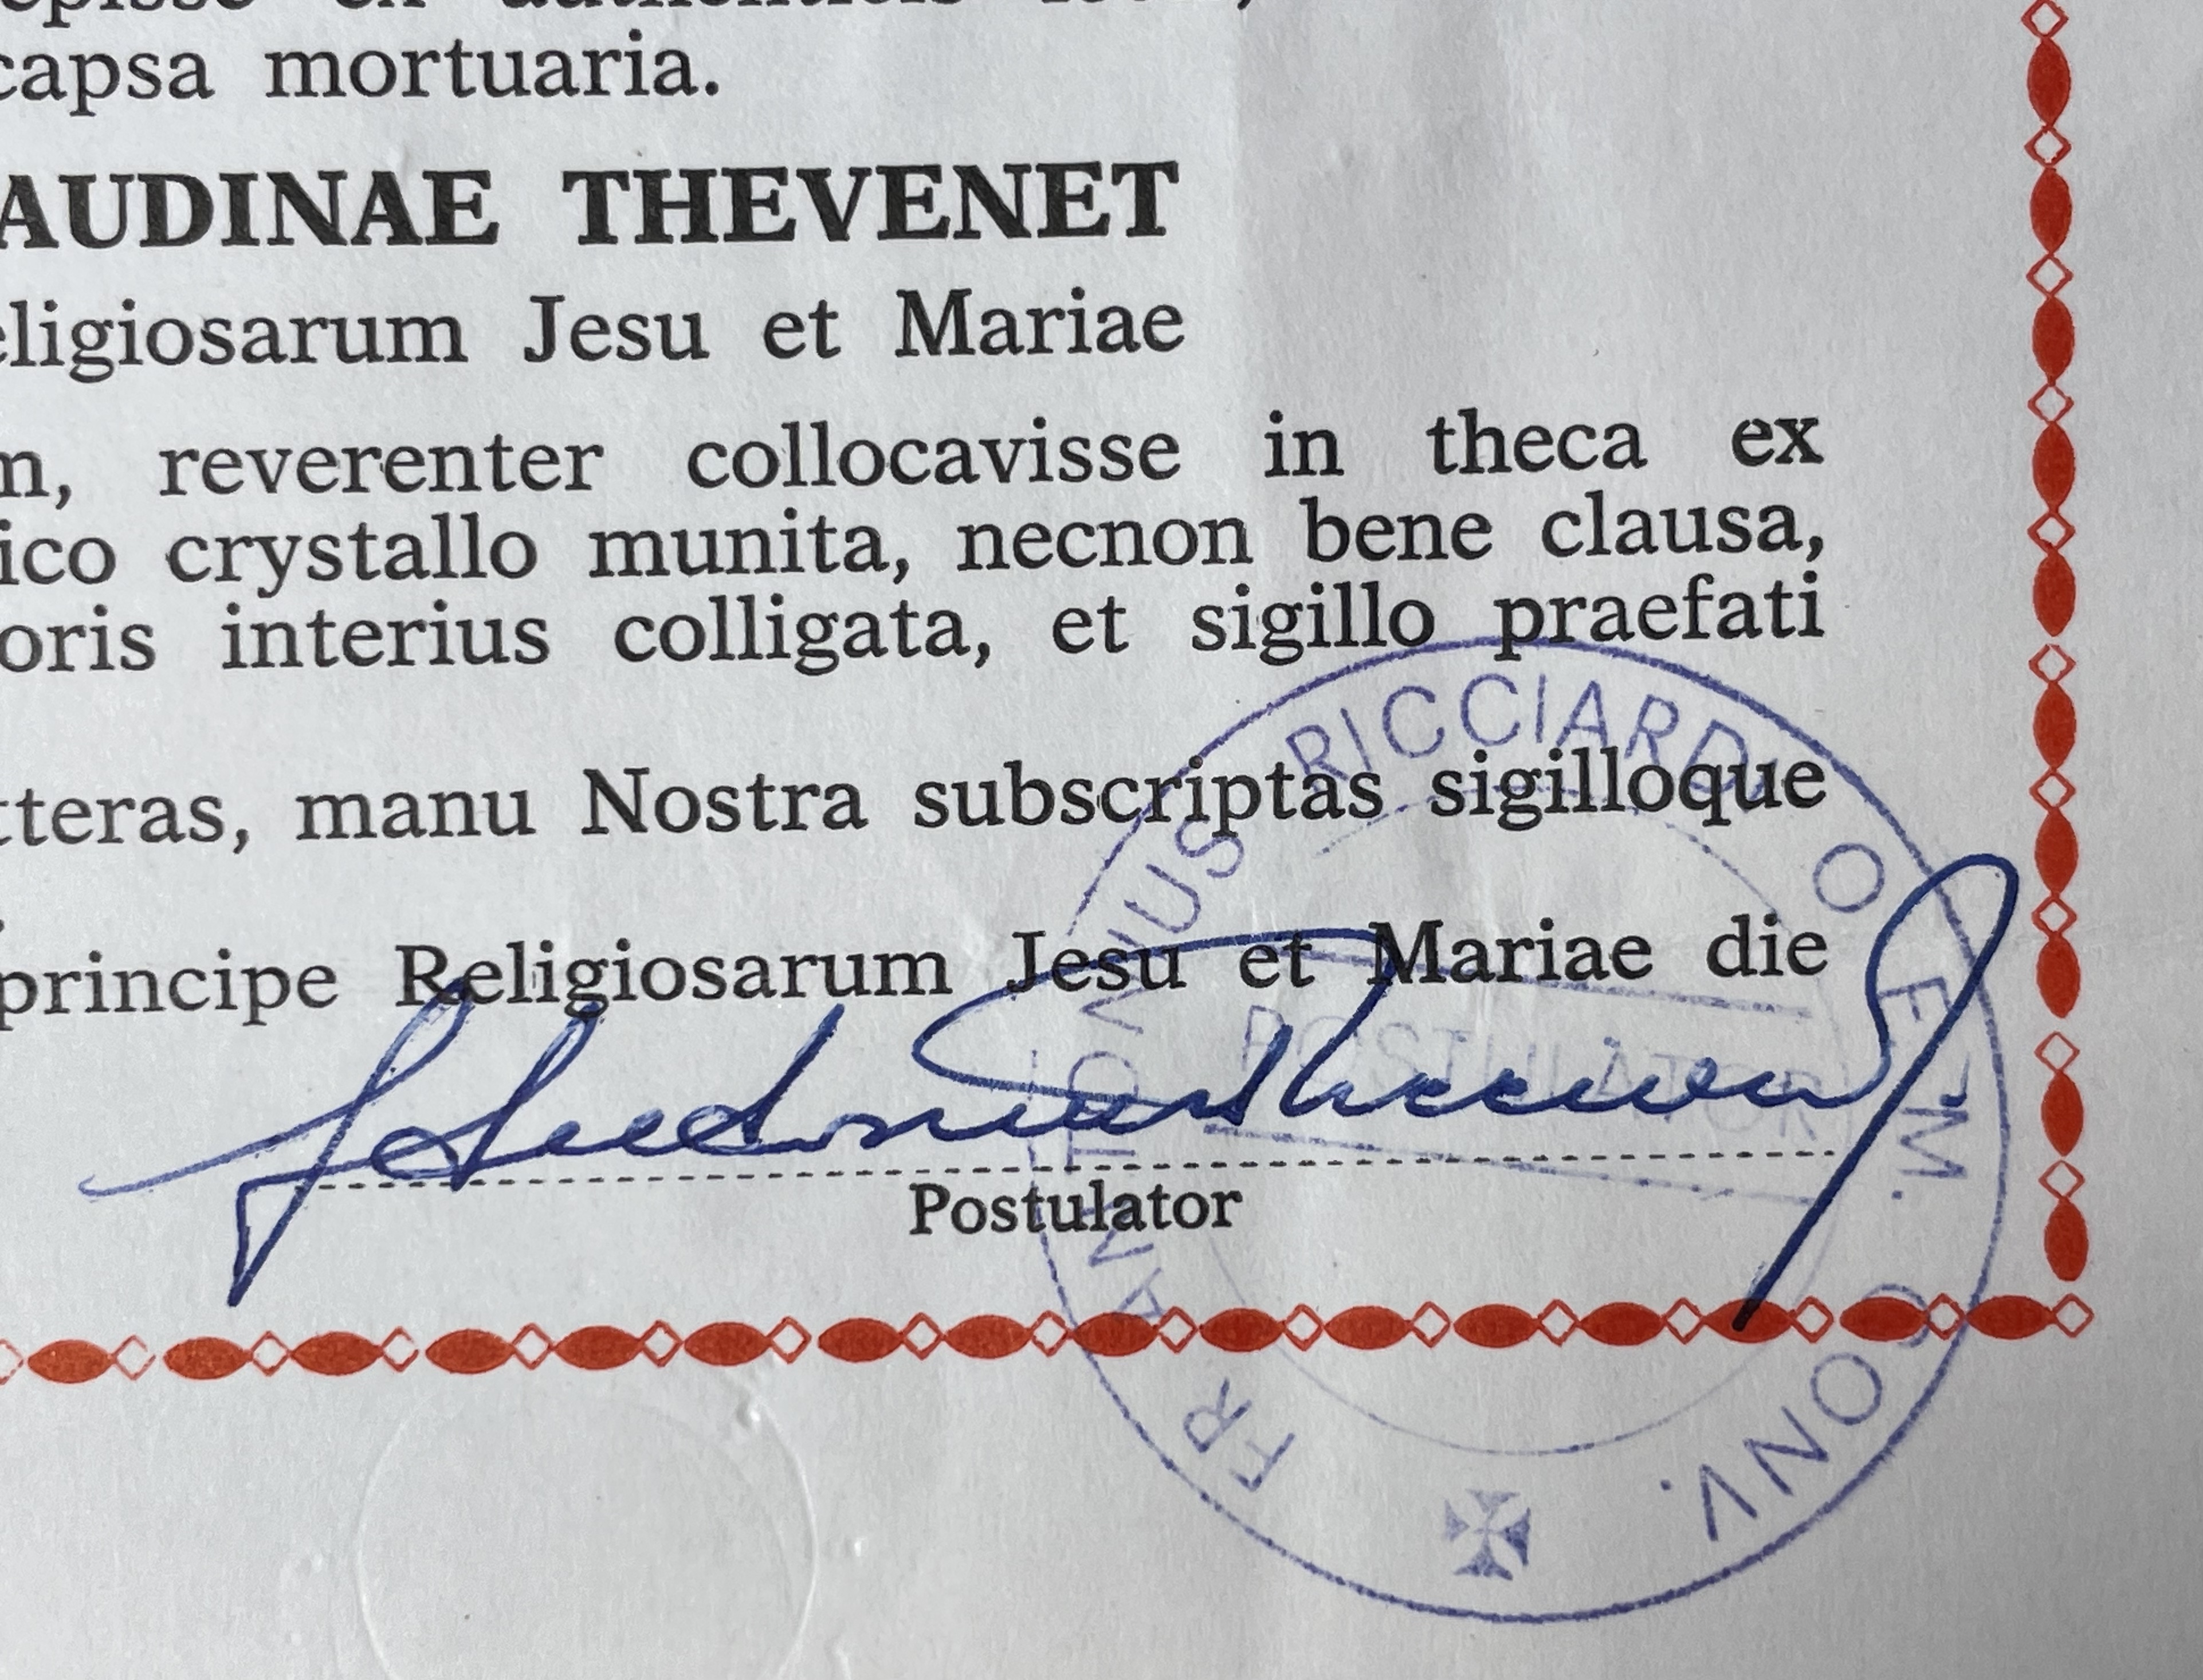 capsa mortuaria.
AUDINAE THEVENET
eligiosarum Jesu et Mariae
n, reverenter collocavisse in theca ex
ico crystallo munita, necnon bene clausa,
oris interius colligata, et sigillo praefati
tteras, manu Nostra subscriptas sigilloque
principe Religiosarum Jesu et Mariae die
Postulator
FR ANTONIUS RICCIARDI O. F. M. CONV.
POSTULATOR